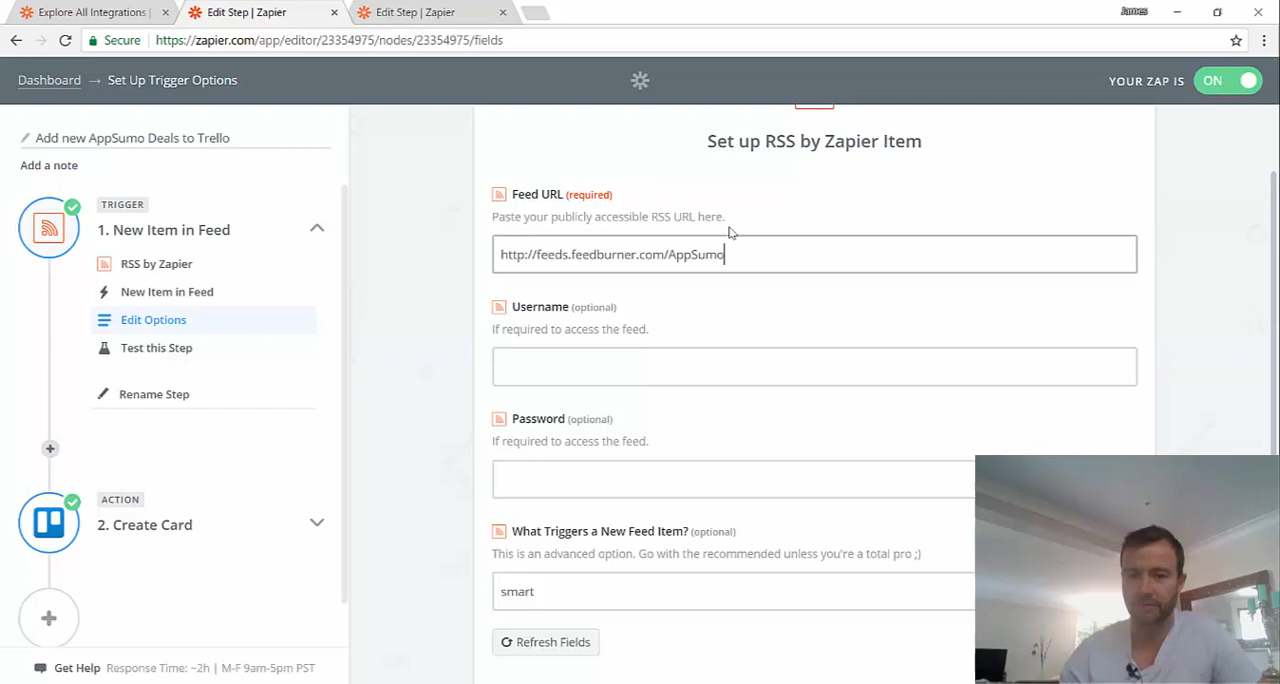 Explore All Integrations |
Edit Step | Zapier
Edit Step | Zapier
James
Secure
https://zapier.com/app/editor/23354975/nodes/23354975/fields
Dashboard → Set Up Trigger Options
YOUR ZAP IS
ON
Add new AppSumo Deals to Trello
Add a note
TRIGGER
1. New Item in Feed
RSS by Zapier
New Item in Feed
Edit Options
Test this Step
Rename Step
ACTION
2. Create Card
Get Help Response Time: ~2h | M-F 9am-5pm PST
Set up RSS by Zapier Item
Feed URL (required)
Paste your publicly accessible RSS URL here.
http://feeds.feedburner.com/AppSumo
Username (optional)
If required to access the feed.
Password (optional)
If required to access the feed.
What Triggers a New Feed Item? (optional)
This is an advanced option. Go with the recommended unless you're a total pro ;)
smart
Refresh Fields